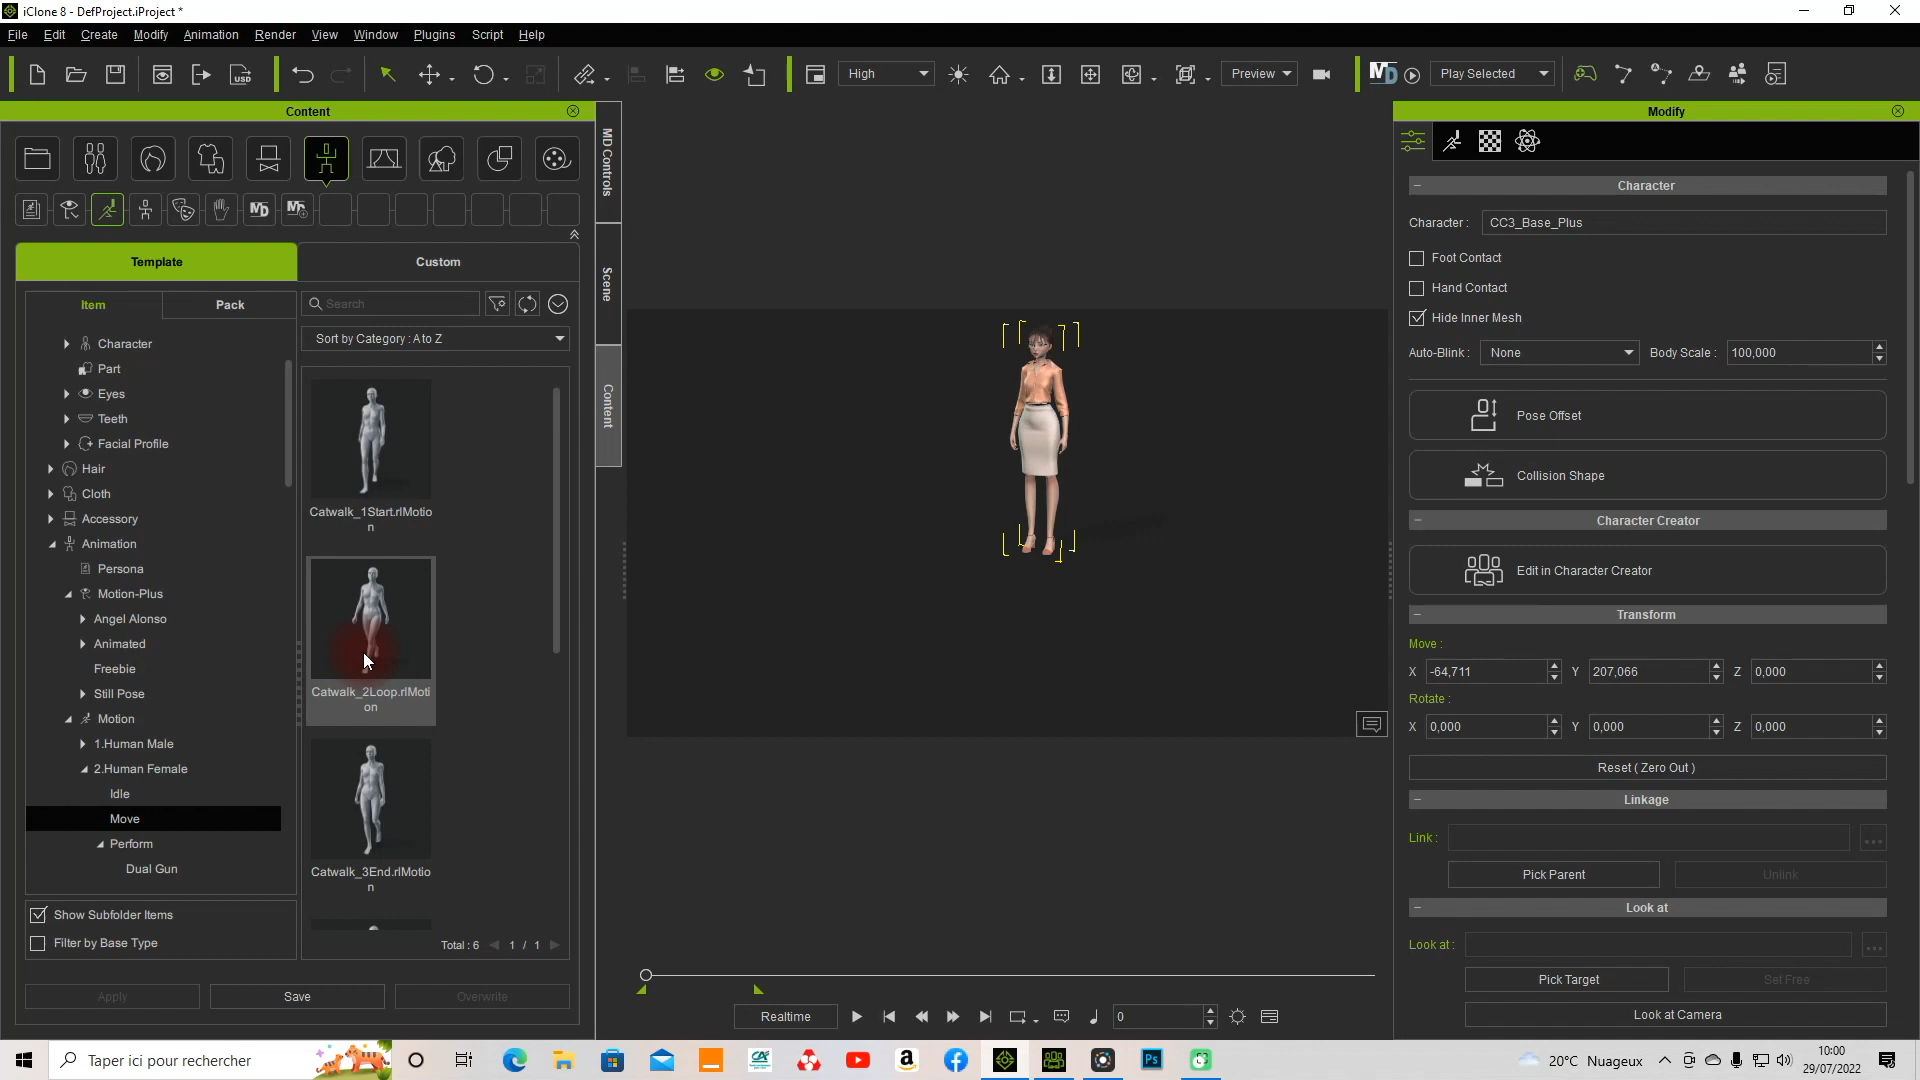 iClone 8 - DefProject.iProject *
File Edit Create Modify Animation Render View Window Plugins Script Help
USD High Preview MD Play Selected
Content
MD MD
Template Custom
Item Pack Search
Sort by Category : A to Z
Character
Part
Eyes
Teeth
Facial Profile
Hair
Cloth
Accessory
Animation
Persona
Motion-Plus
Angel Alonso
Animated
Freebie
Still Pose
Motion
1.Human Male
2.Human Female
Idle
Move
Perform
Dual Gun
Show Subfolder Items
Filter by Base Type
Catwalk_1Start.rlMotio
n
Catwalk_2Loop.rlMoti
on
Catwalk_3End.rlMotio
n
Total : 6 1 / 1
Apply Save Overwrite
MD Controls
Scene
Content
Realtime 0
Modify
Character
Character : CC3_Base_Plus
Foot Contact
Hand Contact
Hide Inner Mesh
Auto-Blink : None Body Scale : 100,000
Pose Offset
Collision Shape
Character Creator
Edit in Character Creator
Transform
Move :
X -64,711 Y 207,066 Z 0,000
Rotate :
X 0,000 Y 0,000 Z 0,000
Reset ( Zero Out )
Linkage
Link : ...
Pick Parent Unlink
Look at
Look at : ...
Pick Target Set Free
Look at Camera
Taper ici pour rechercher
CA
Ps
20°C Nuageux
10:00
29/07/2022